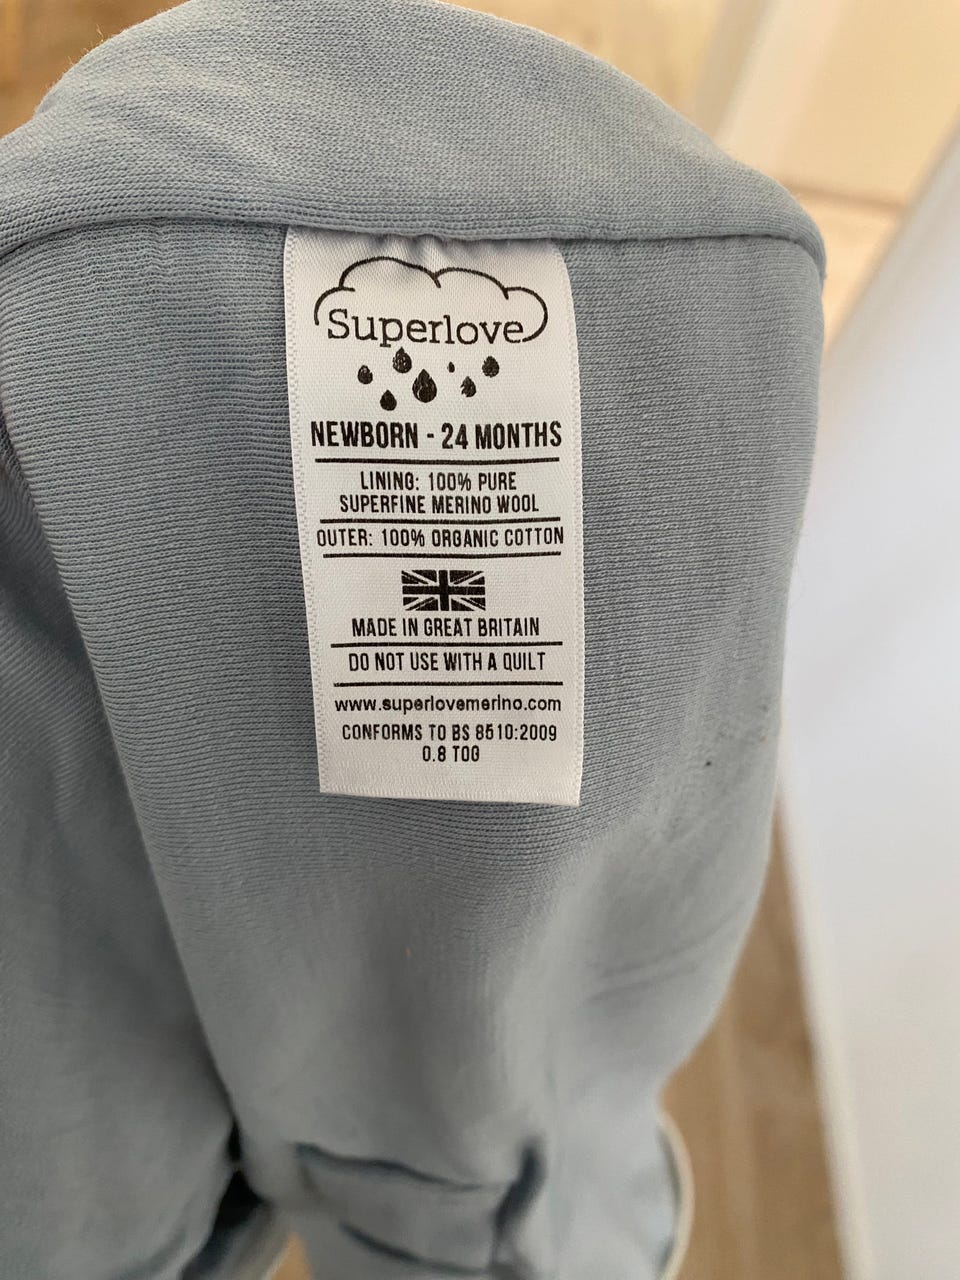 Superlove
NEWBORN - 24 MONTHS
LINING: 100% PURE
SUPERFINE MERINO WOOL
OUTER: 100% ORGANIC COTTON
MADE IN GREAT BRITAIN
DO NOT USE WITH A QUILT
www.superlovemerino.com
CONFORMS TO BS 8510:2009
0.8 TOG